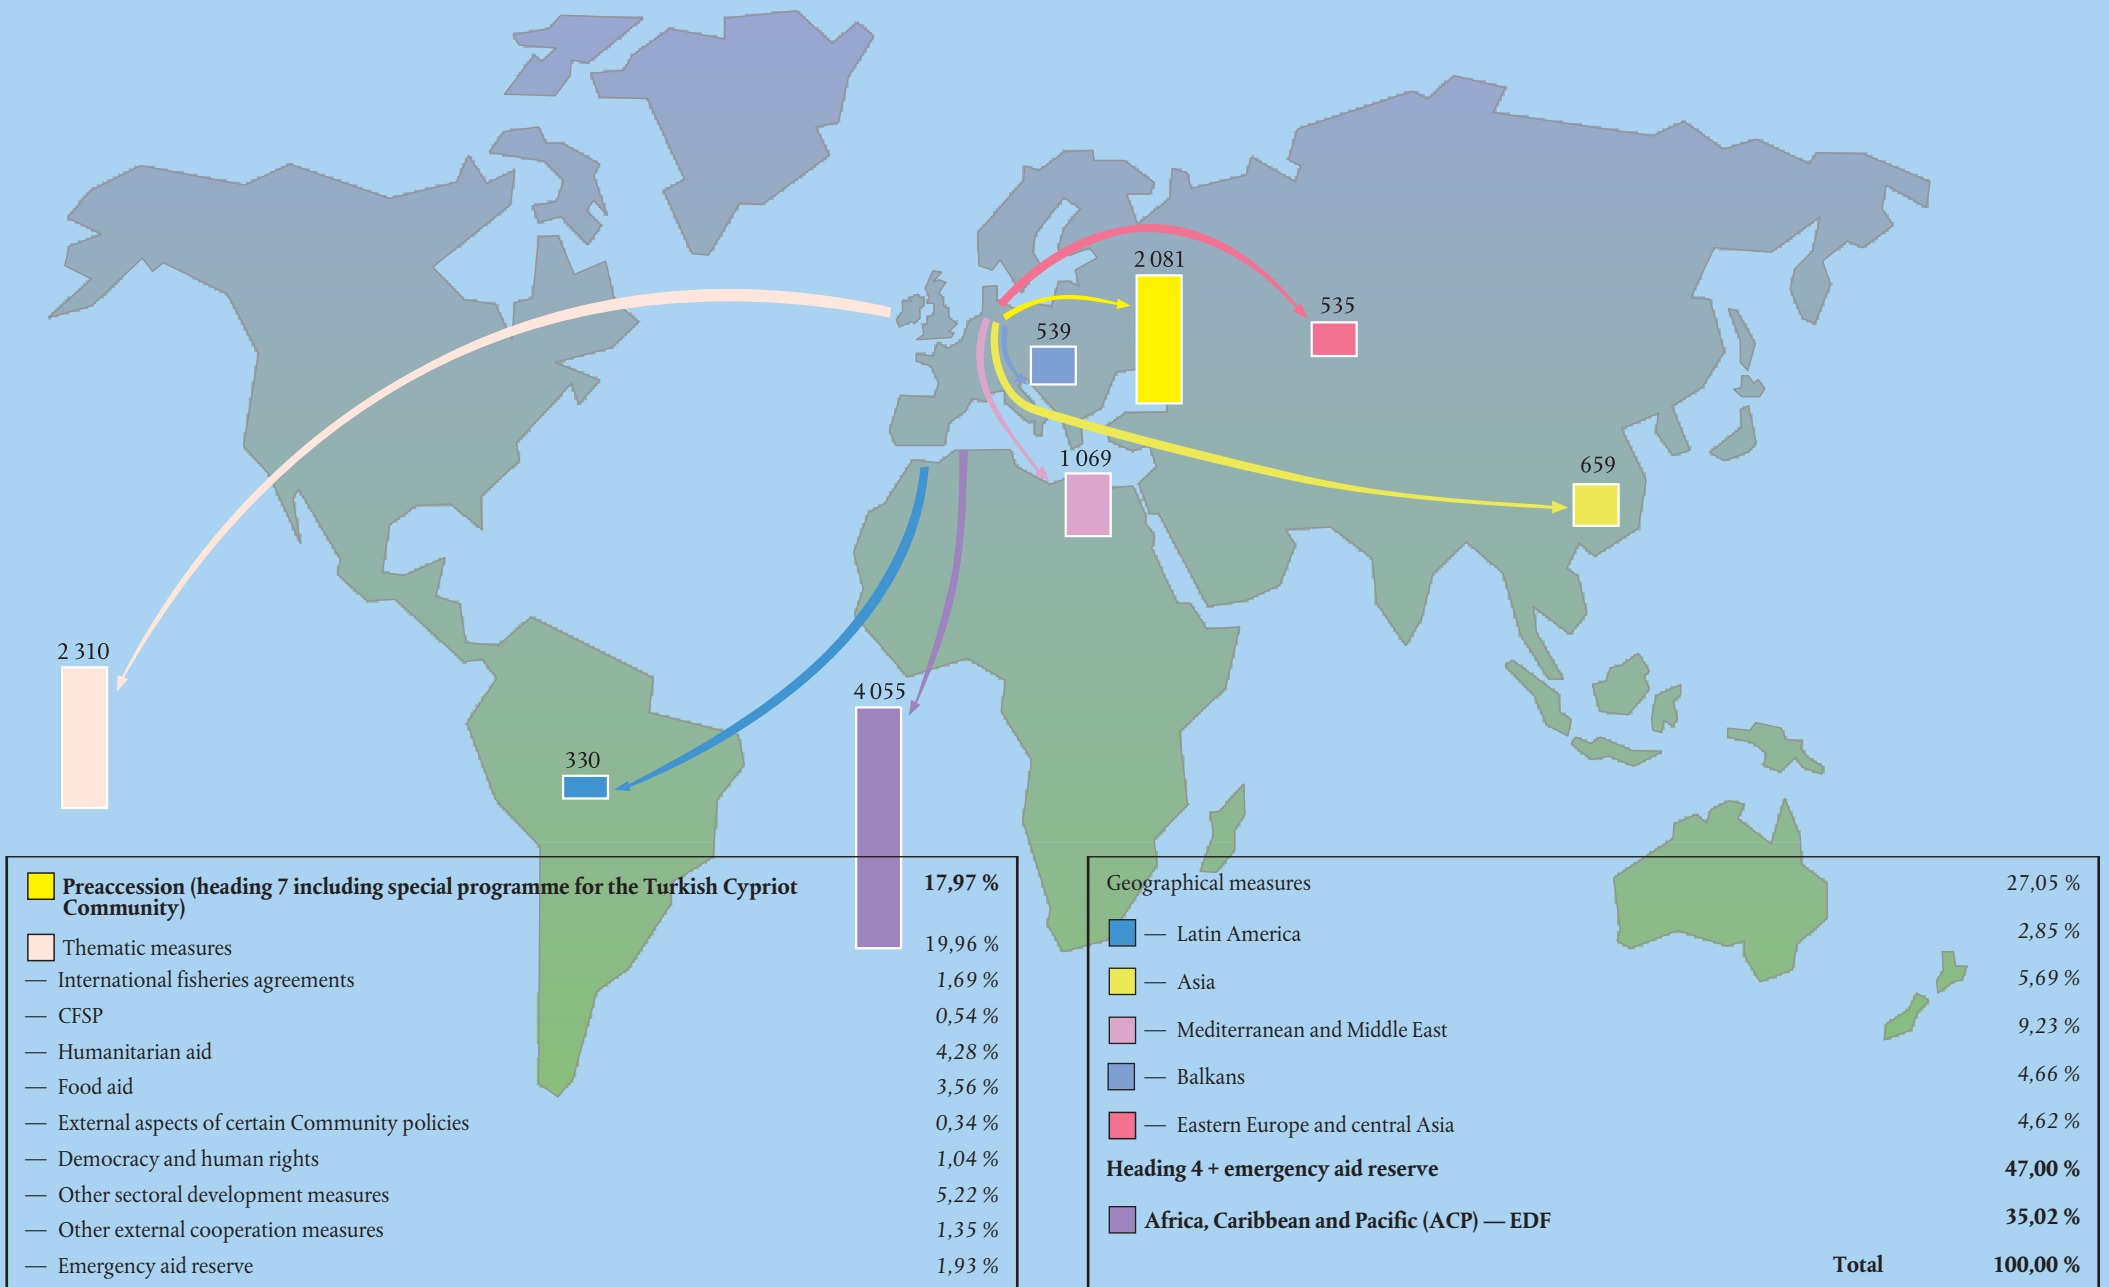 2 081
535
539
1 069
659
2 310
4 055
330
Preaccession (heading 7 including special programme for the Turkish Cypriot 17,97 %
Community)
Thematic measures 19,96 %
— International fisheries agreements 1,69 %
— CFSP 0,54 %
— Humanitarian aid 4,28 %
— Food aid 3,56 %
— External aspects of certain Community policies 0,34 %
— Democracy and human rights 1,04 %
— Other sectoral development measures 5,22 %
— Other external cooperation measures 1,35 %
— Emergency aid reserve 1,93 %
Geographical measures 27,05 %
— Latin America 2,85 %
— Asia 5,69 %
— Mediterranean and Middle East 9,23 %
— Balkans 4,66 %
— Eastern Europe and central Asia 4,62 %
Heading 4 + emergency aid reserve 47,00 %
Africa, Caribbean and Pacific (ACP) — EDF 35,02 %
Total 100,00 %